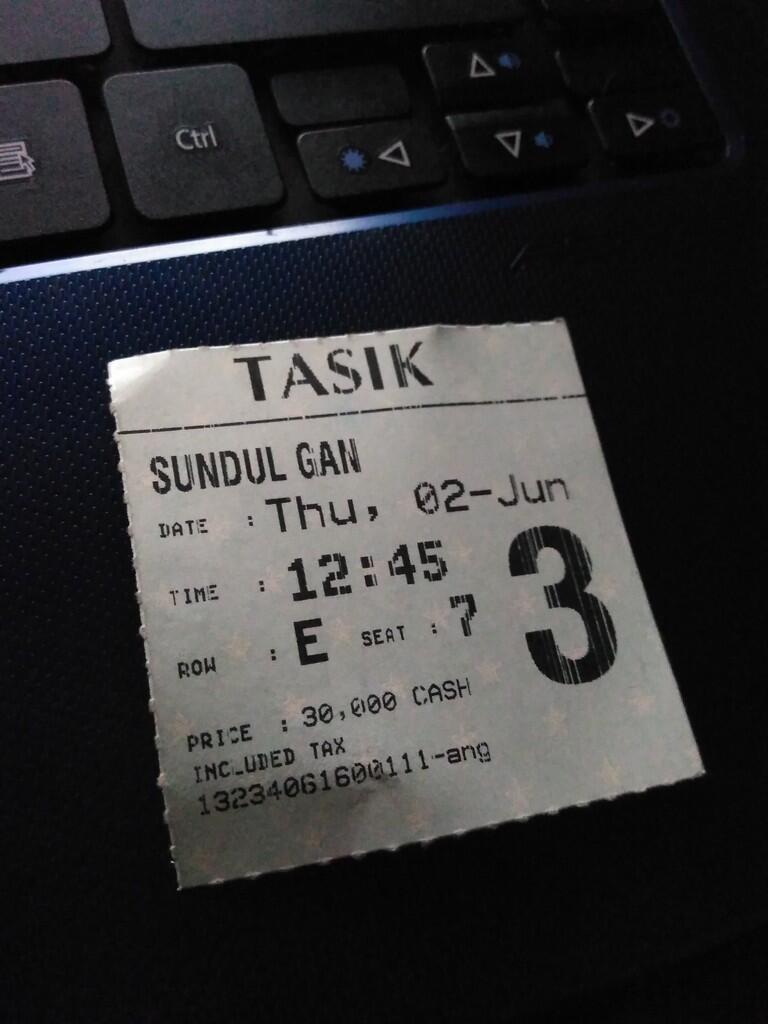 Ctrl
TASIK
SUNDUL GAN
DATE : Thu, 02-Jun
TIME : 12:45
3
ROW : E SEAT : 7
PRICE : 30,000 CASH
INCLUDED TAX
13234061600111-ang